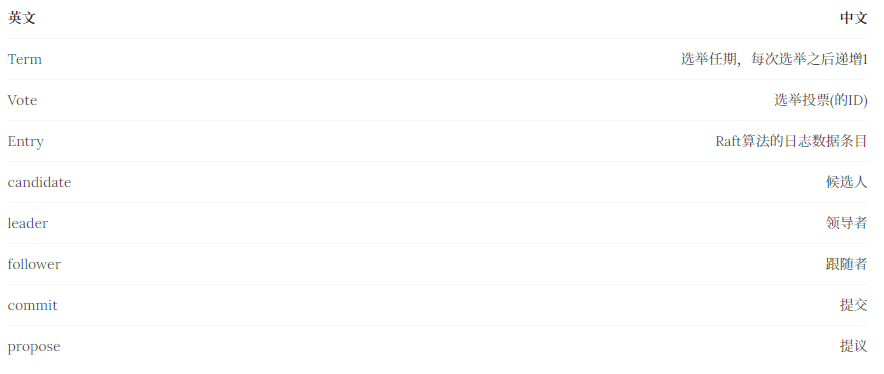 英文 中文
Term 选举任期，每次选举之后递增1
Vote 选举投票(的ID)
Entry Raft算法的日志数据条目
candidate 候选人
leader 领导者
follower 跟随者
commit 提交
propose 提议